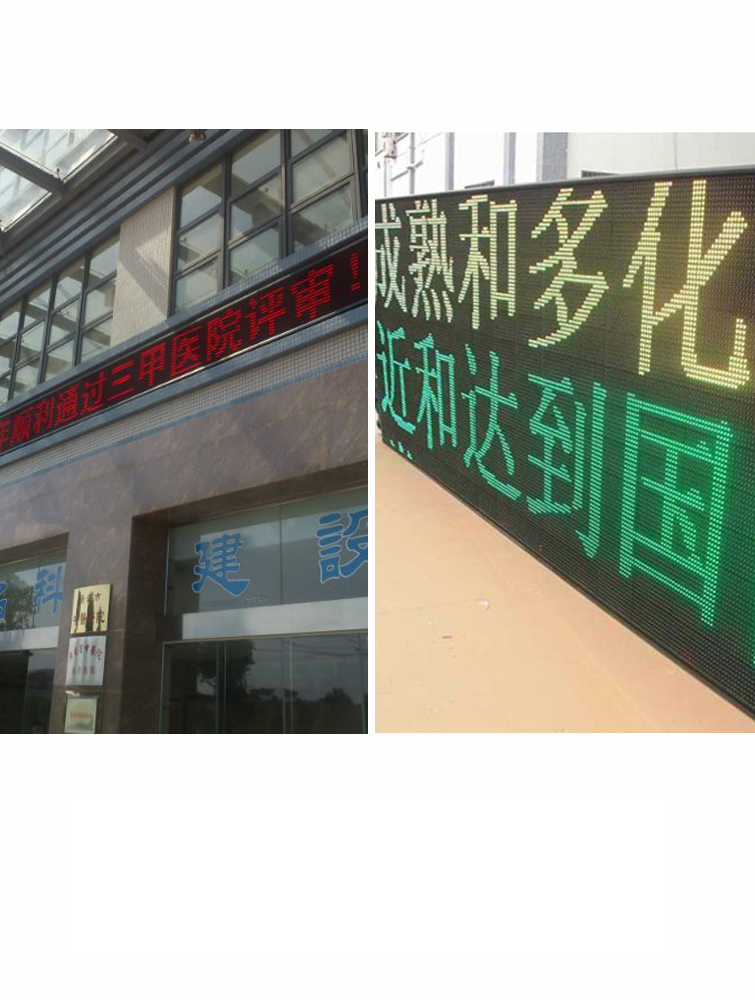 年顺利通过三甲医院评审!
科
建設
成熟和多化
近和达到国